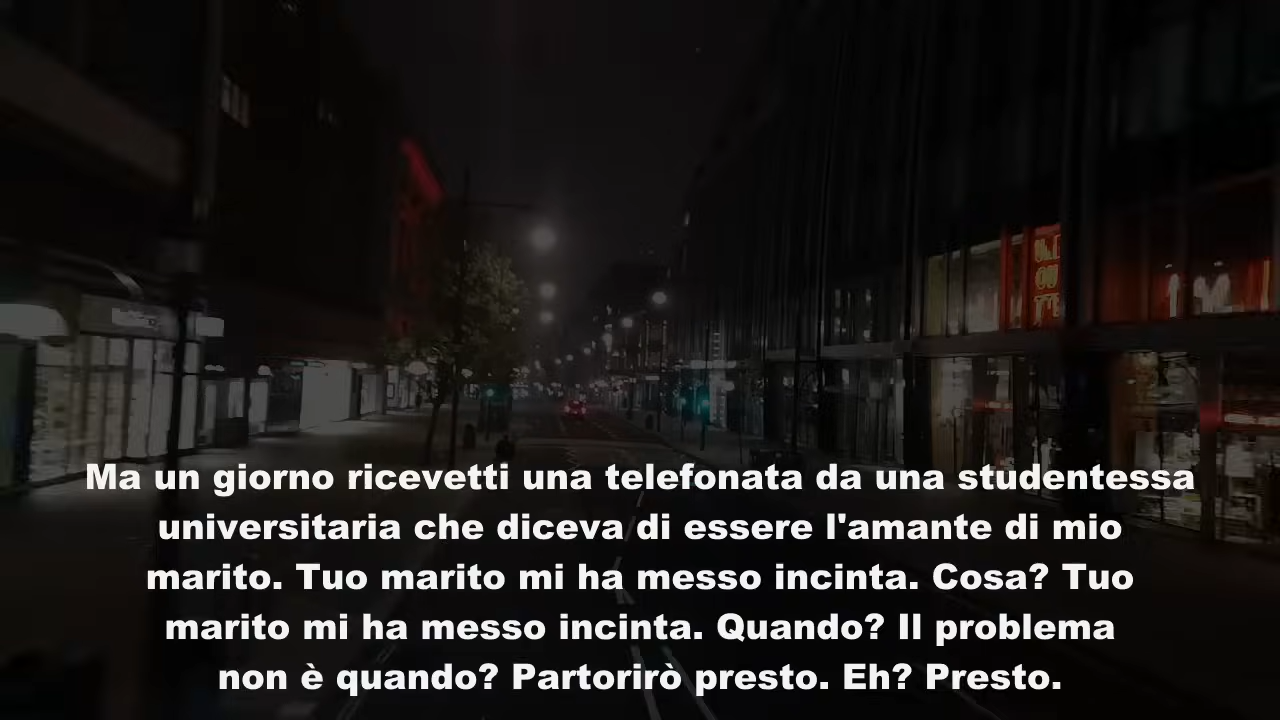 Ma un giorno ricevetti una telefonata da una studentessa
universitaria che diceva di essere l'amante di mio
marito. Tuo marito mi ha messo incinta. Cosa? Tuo
marito mi ha messo incinta. Quando? Il problema
non è quando? Partorirò presto. Eh? Presto.